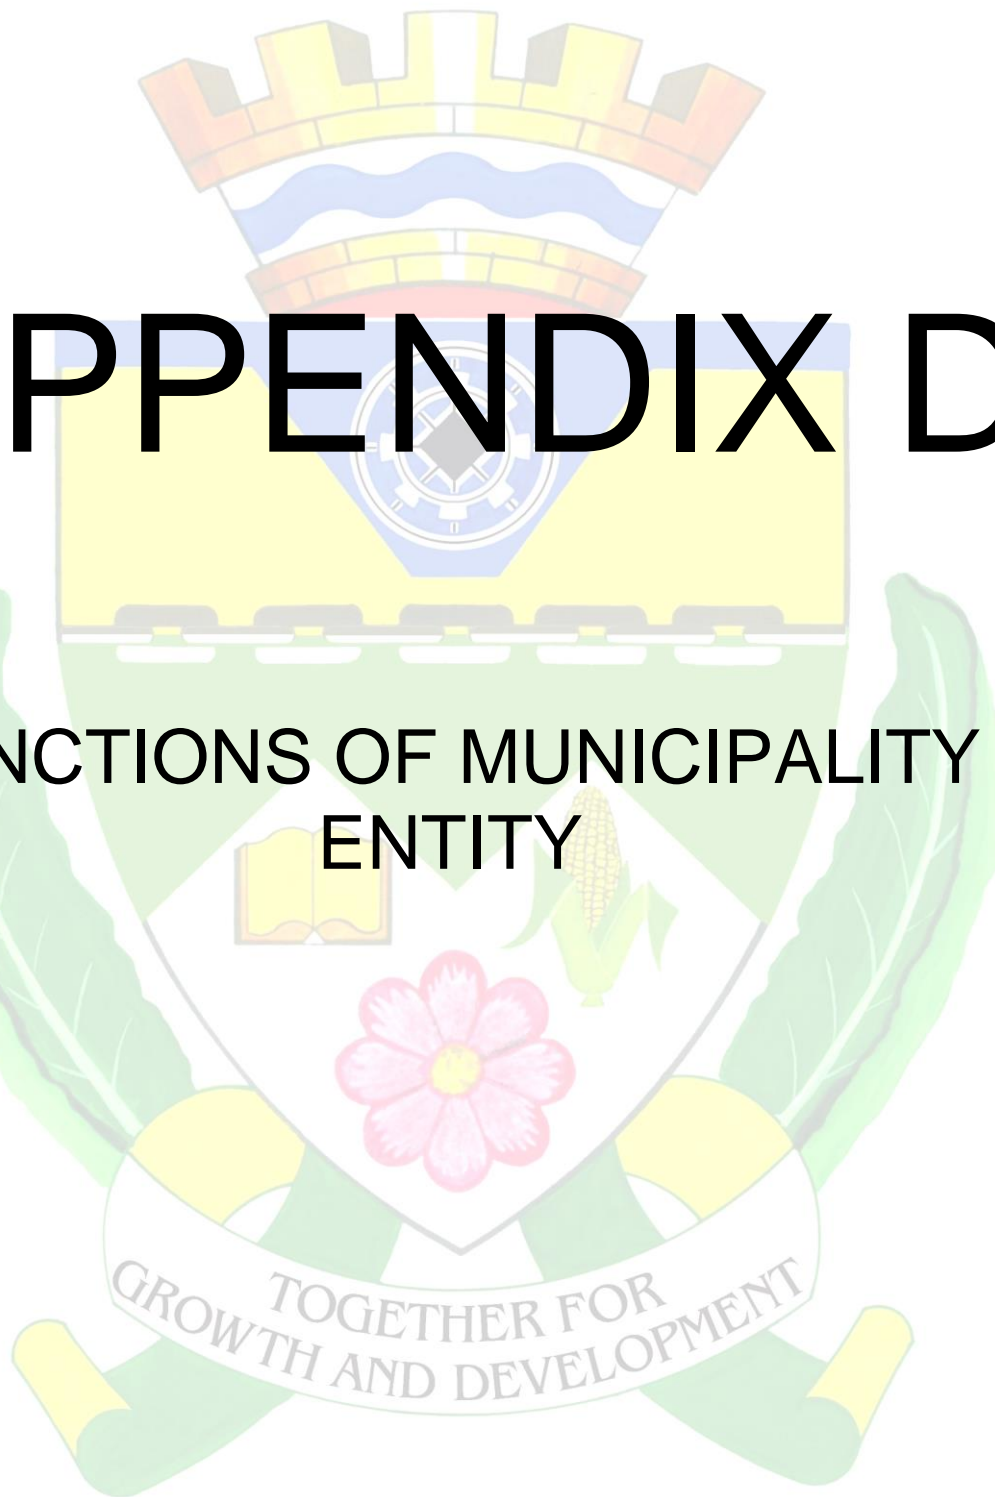 PPENDIX D
NCTIONS OF MUNICIPALITY
ENTITY
TOGETHER FOR
GROWTH AND DEVELOPMENT